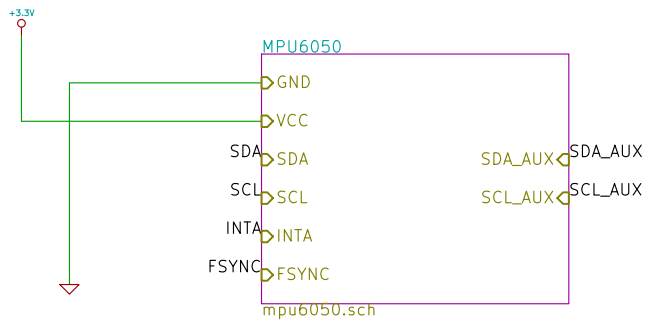 +3.3V
MPU6050
GND
VCC
SDA SDA SDA_AUX SDA_AUX
SCL SCL SCL_AUX SCL_AUX
INTA INTA
FSYNC FSYNC
mpu6050.sch